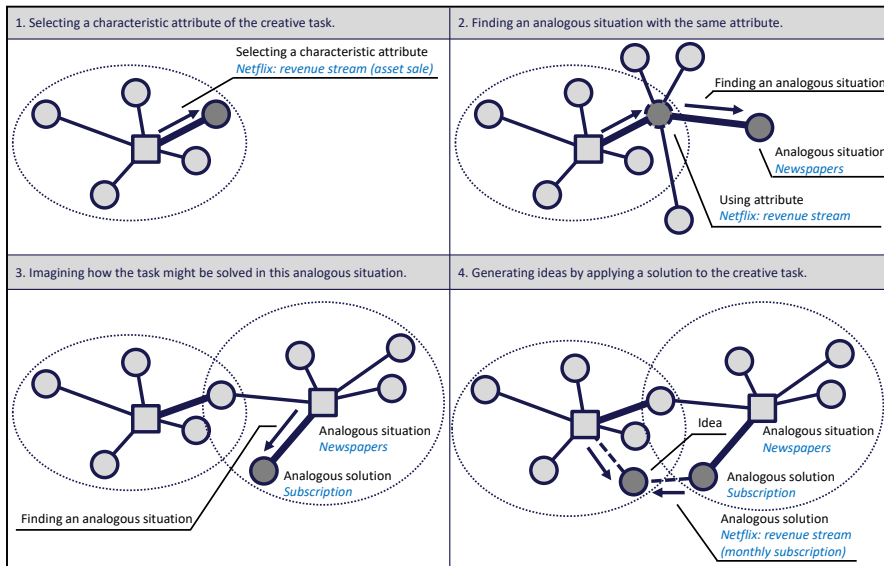 1. Selecting a characteristic attribute of the creative task.
Selecting a characteristic attribute
Netflix: revenue stream (asset sale)
2. Finding an analogous situation with the same attribute.
Finding an analogous situation
Analogous situation
Newspapers
Using attribute
Netflix: revenue stream
3. Imagining how the task might be solved in this analogous situation.
Analogous situation
Newspapers
Analogous solution
Subscription
Finding an analogous situation
4. Generating ideas by applying a solution to the creative task.
Idea
Analogous situation
Newspapers
Analogous solution
Subscription
Analogous solution
Netflix: revenue stream
(monthly subscription)